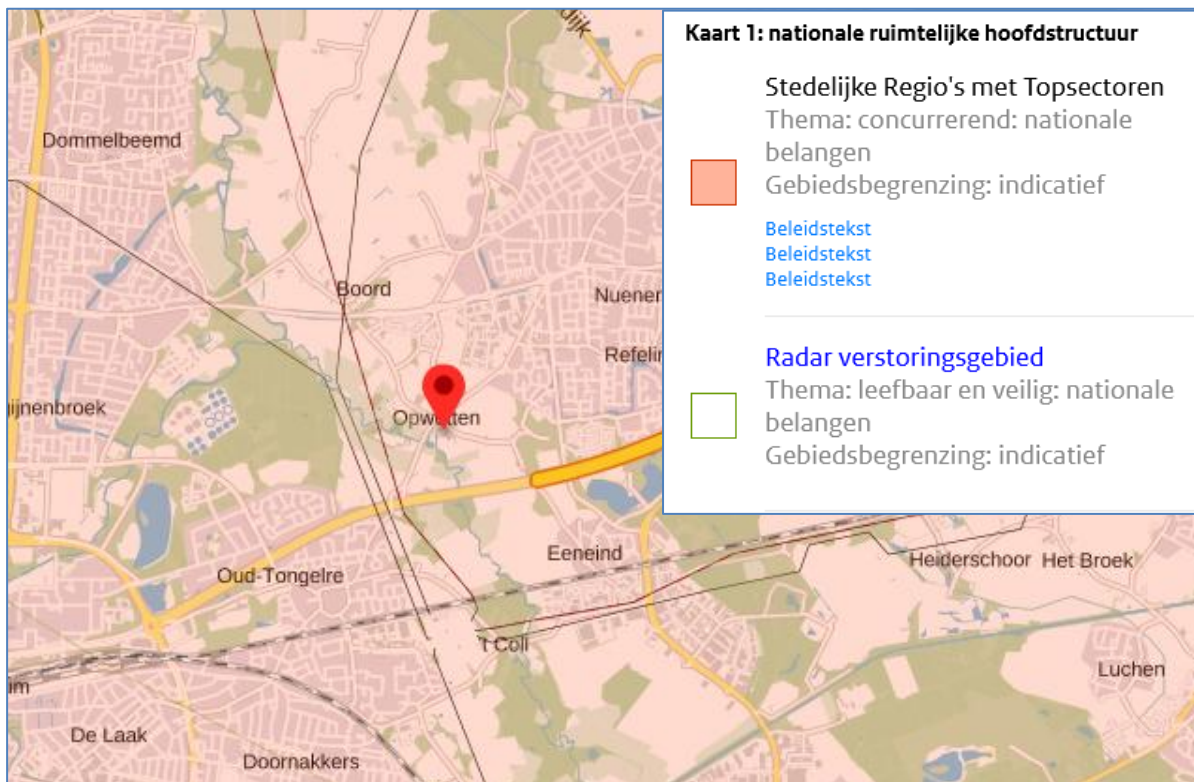 Kaart 1: nationale ruimtelijke hoofdstructuur
Stedelijke Regio's met Topsectoren
Thema: concurrerend: nationale
belangen
Gebiedsbegrenzing: indicatief
Beleidstekst
Beleidstekst
Beleidstekst
Radar verstoringsgebied
Thema: leefbaar en veilig: nationale
belangen
Gebiedsbegrenzing: indicatief
dijk
Dommelbeemd
Boord
Nuenen
Refelin
ijnenbroek
Opwetten
Eeneind
Heiderschoor
Het Broek
Oud-Tongelre
't Coll
Luchen
im
De Laak
Doornakkers